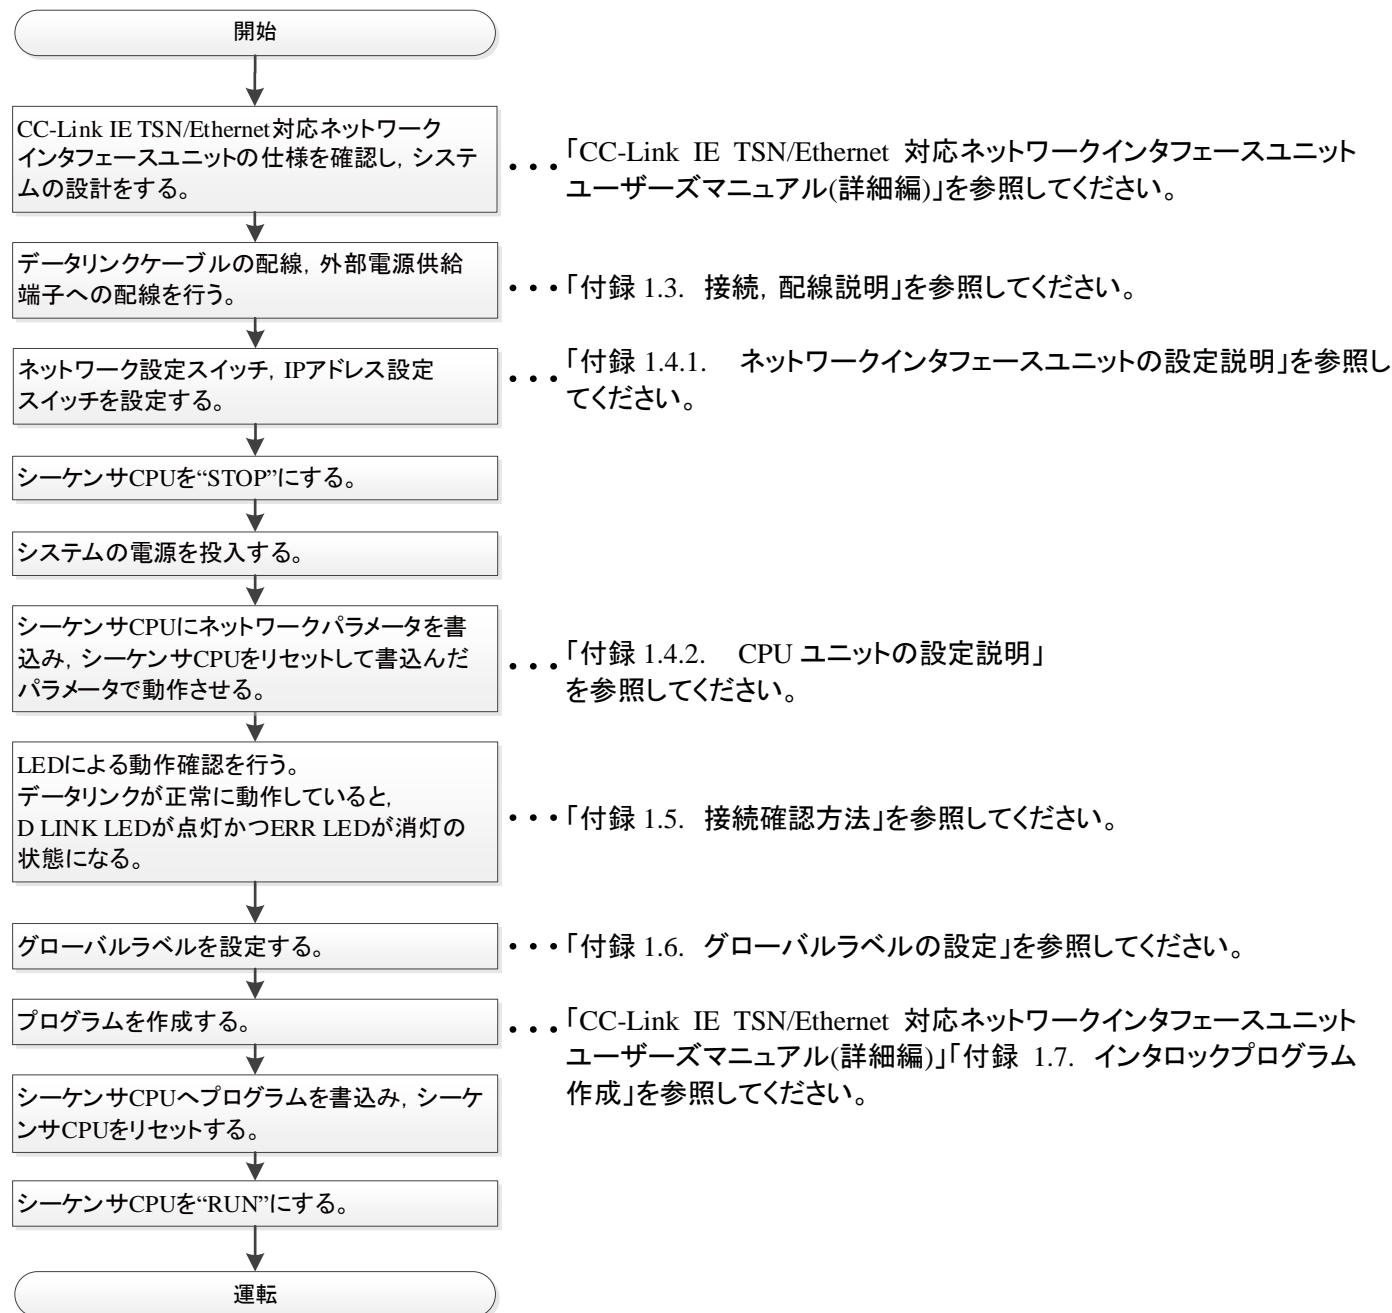 開始
CC-Link IE TSN/Ethernet対応ネットワーク
インタフェースユニットの仕様を確認し, システ
ムの設計をする。
・・・「CC-Link IE TSN/Ethernet 対応ネットワークインタフェースユニット
ユーザーズマニュアル(詳細編)」を参照してください。
データリンクケーブルの配線, 外部電源供給
端子への配線を行う。
・・・「付録 1.3. 接続, 配線説明」を参照してください。
ネットワーク設定スイッチ, IPアドレス設定
スイッチを設定する。
・・・「付録 1.4.1. ネットワークインタフェースユニットの設定説明」を参照し
てください。
シーケンサCPUを“STOP”にする。
システムの電源を投入する。
シーケンサCPUにネットワークパラメータを書
込み, シーケンサCPUをリセットして書込んだ
パラメータで動作させる。
・・・「付録 1.4.2. CPU ユニットの設定説明」
を参照してください。
LEDによる動作確認を行う。
データリンクが正常に動作していると,
D LINK LEDが点灯かつERR LEDが消灯の
状態になる。
・・・「付録 1.5. 接続確認方法」を参照してください。
グローバルラベルを設定する。
・・・「付録 1.6. グローバルラベルの設定」を参照してください。
プログラムを作成する。
・・・「CC-Link IE TSN/Ethernet 対応ネットワークインタフェースユニット
ユーザーズマニュアル(詳細編)」「付録 1.7. インタロックプログラム
作成」を参照してください。
シーケンサCPUへプログラムを書込み, シーケ
ンサCPUをリセットする。
シーケンサCPUを“RUN”にする。
運転